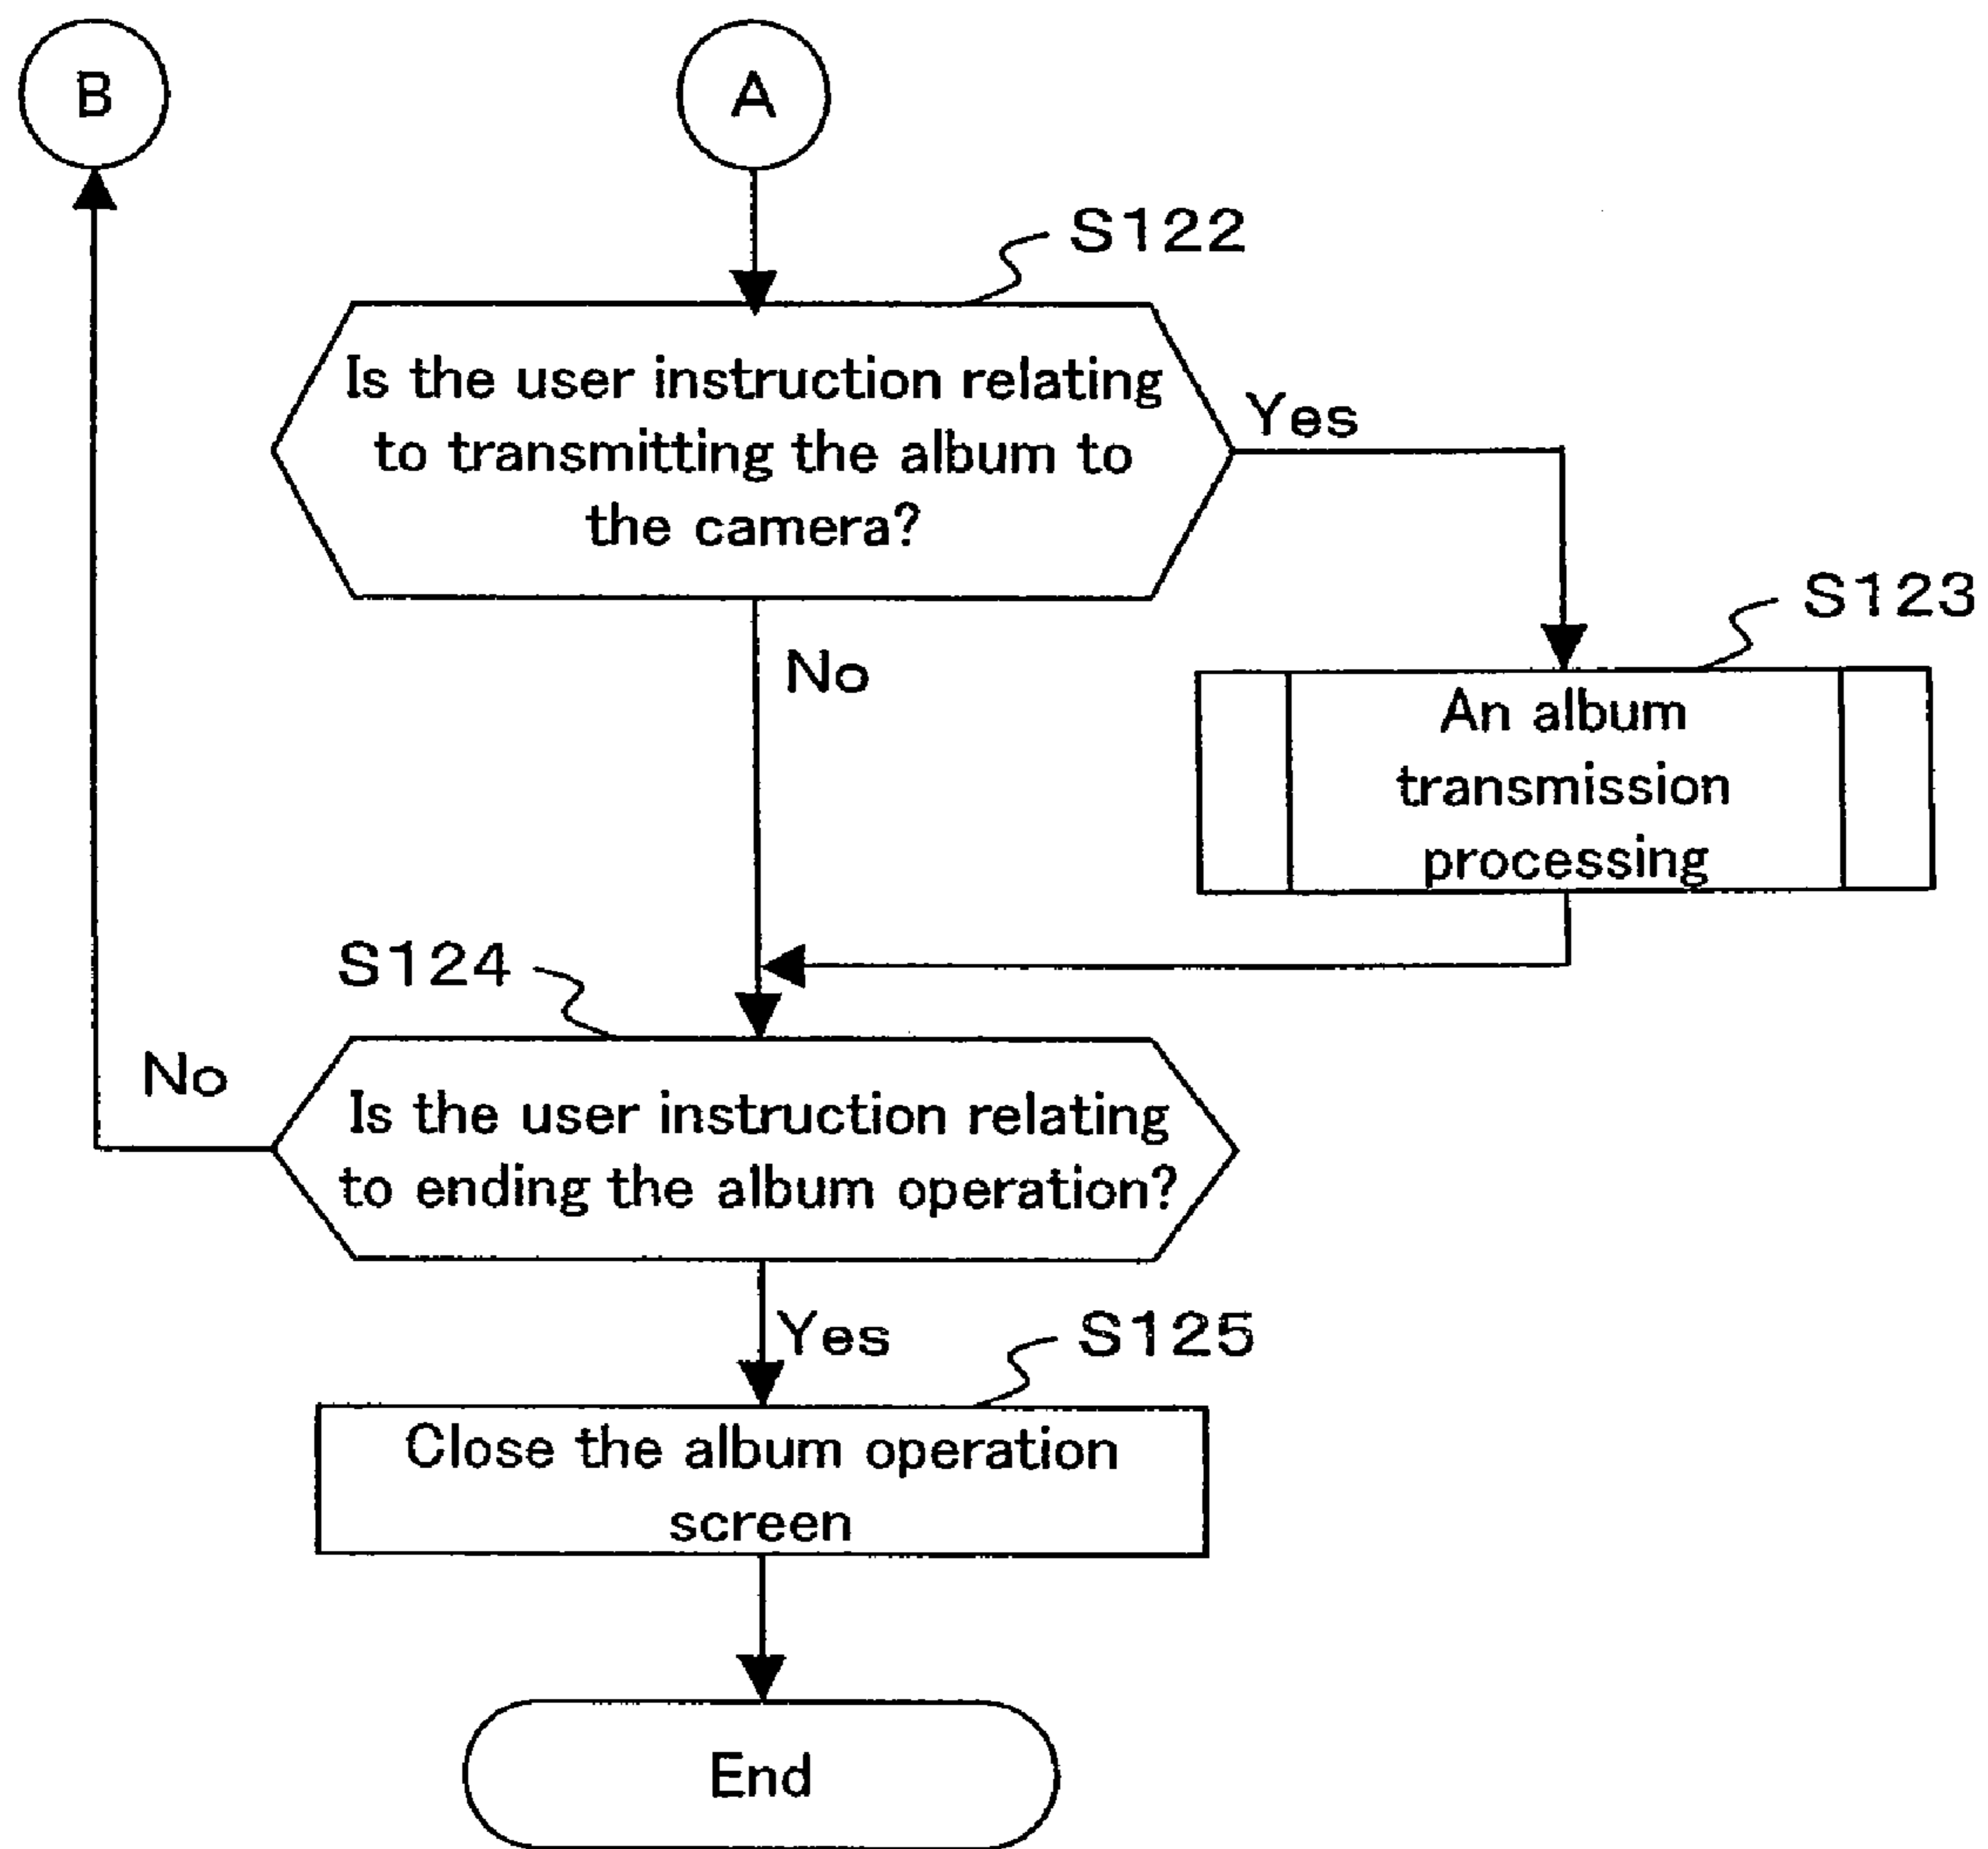 B
A
S122
Is the user instruction relating
to transmitting the album to
the camera?
Yes
No
S123
An album
transmission
processing
S124
No
Is the user instruction relating
to ending the album operation?
Yes
S125
Close the album operation
screen
End